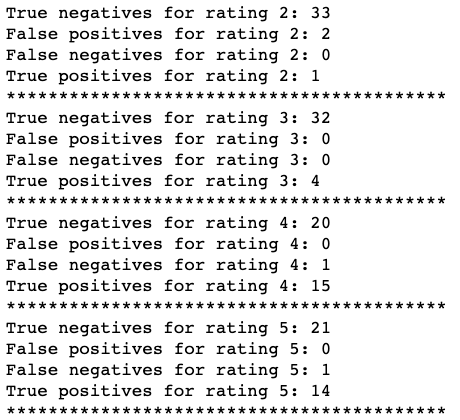 True negatives for rating 2: 33
False positives for rating 2: 2
False negatives for rating 2: 0
True positives for rating 2: 1
******************************************
True negatives for rating 3: 32
False positives for rating 3: 0
False negatives for rating 3: 0
True positives for rating 3: 4
******************************************
True negatives for rating 4: 20
False positives for rating 4: 0
False negatives for rating 4: 1
True positives for rating 4: 15
******************************************
True negatives for rating 5: 21
False positives for rating 5: 0
False negatives for rating 5: 1
True positives for rating 5: 14
******************************************